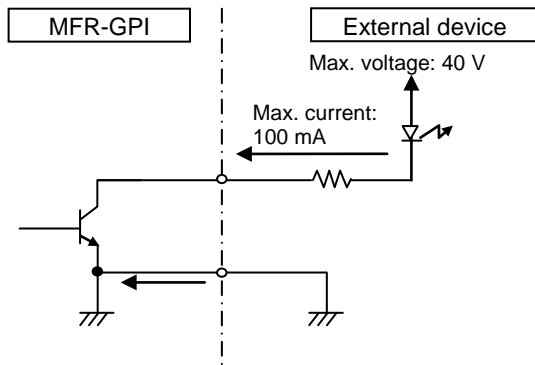 MFR-GPI
External device
Max. voltage: 40 V
Max. current:
100 mA